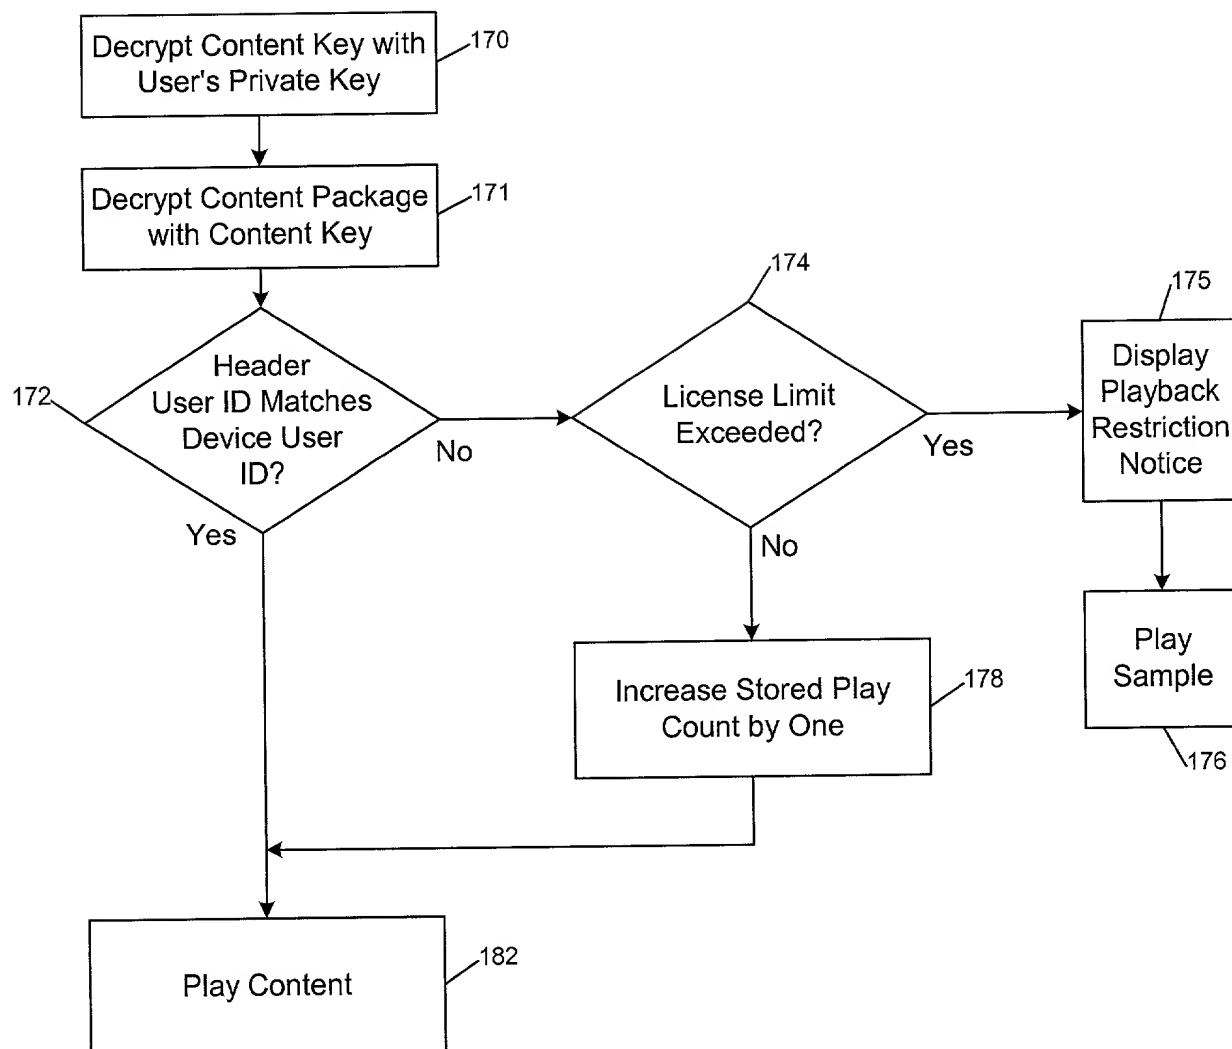 Decrypt Content Key with
User's Private Key
170
Decrypt Content Package
with Content Key
171
Header
User ID Matches
Device User
ID?
172
No
Yes
License Limit
Exceeded?
174
Yes
No
Display
Playback
Restriction
Notice
175
Play
Sample
176
Increase Stored Play
Count by One
178
Play Content
182